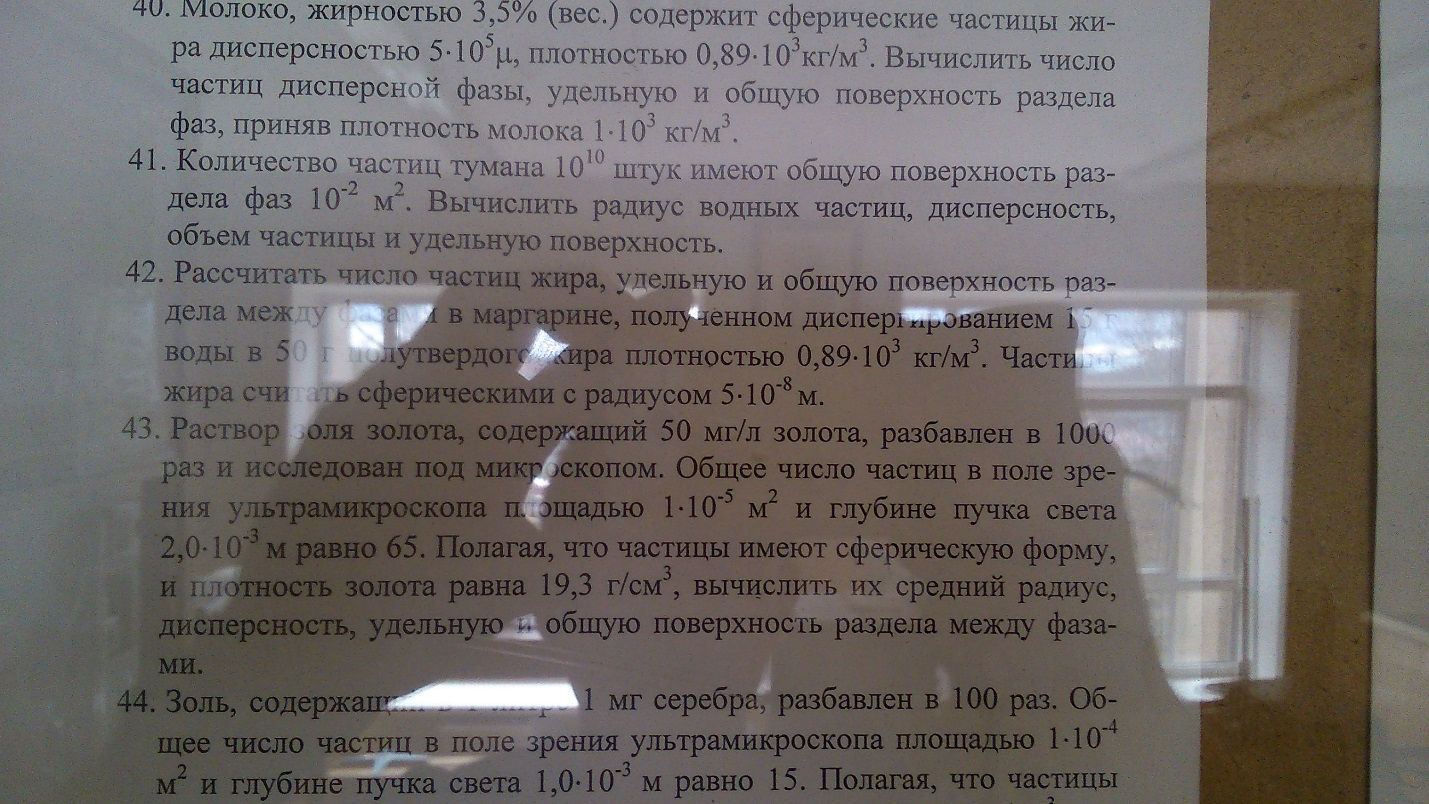 40. Молоко, жирностью 3,5% (вес.) содержит сферические частицы жи-
ра дисперсностью 5·10⁵μ, плотностью 0,89·10³кг/м³. Вычислить число
частиц дисперсной фазы, удельную и общую поверхность раздела
фаз, приняв плотность молока 1·10³ кг/м³.
41. Количество частиц тумана 10¹⁰ штук имеют общую поверхность раз-
дела фаз 10⁻² м². Вычислить радиус водных частиц, дисперсность,
объем частицы и удельную поверхность.
42. Рассчитать число частиц жира, удельную и общую поверхность раз-
дела между фазами в маргарине, полученном диспергированием 15 г
воды в 50 г полутвердого жира плотностью 0,89·10³ кг/м³. Частицы
жира считать сферическими с радиусом 5·10⁻⁸ м.
43. Раствор золя золота, содержащий 50 мг/л золота, разбавлен в 1000
раз и исследован под микроскопом. Общее число частиц в поле зре-
ния ультрамикроскопа площадью 1·10⁻⁵ м² и глубине пучка света
2,0·10⁻³ м равно 65. Полагая, что частицы имеют сферическую форму,
и плотность золота равна 19,3 г/см³, вычислить их средний радиус,
дисперсность, удельную и общую поверхность раздела между фаза-
ми.
44. Золь, содержащий 1 мг серебра, разбавлен в 100 раз. Об-
щее число частиц в поле зрения ультрамикроскопа площадью 1·10⁻⁴
м² и глубине пучка света 1,0·10⁻³ м равно 15. Полагая, что частицы